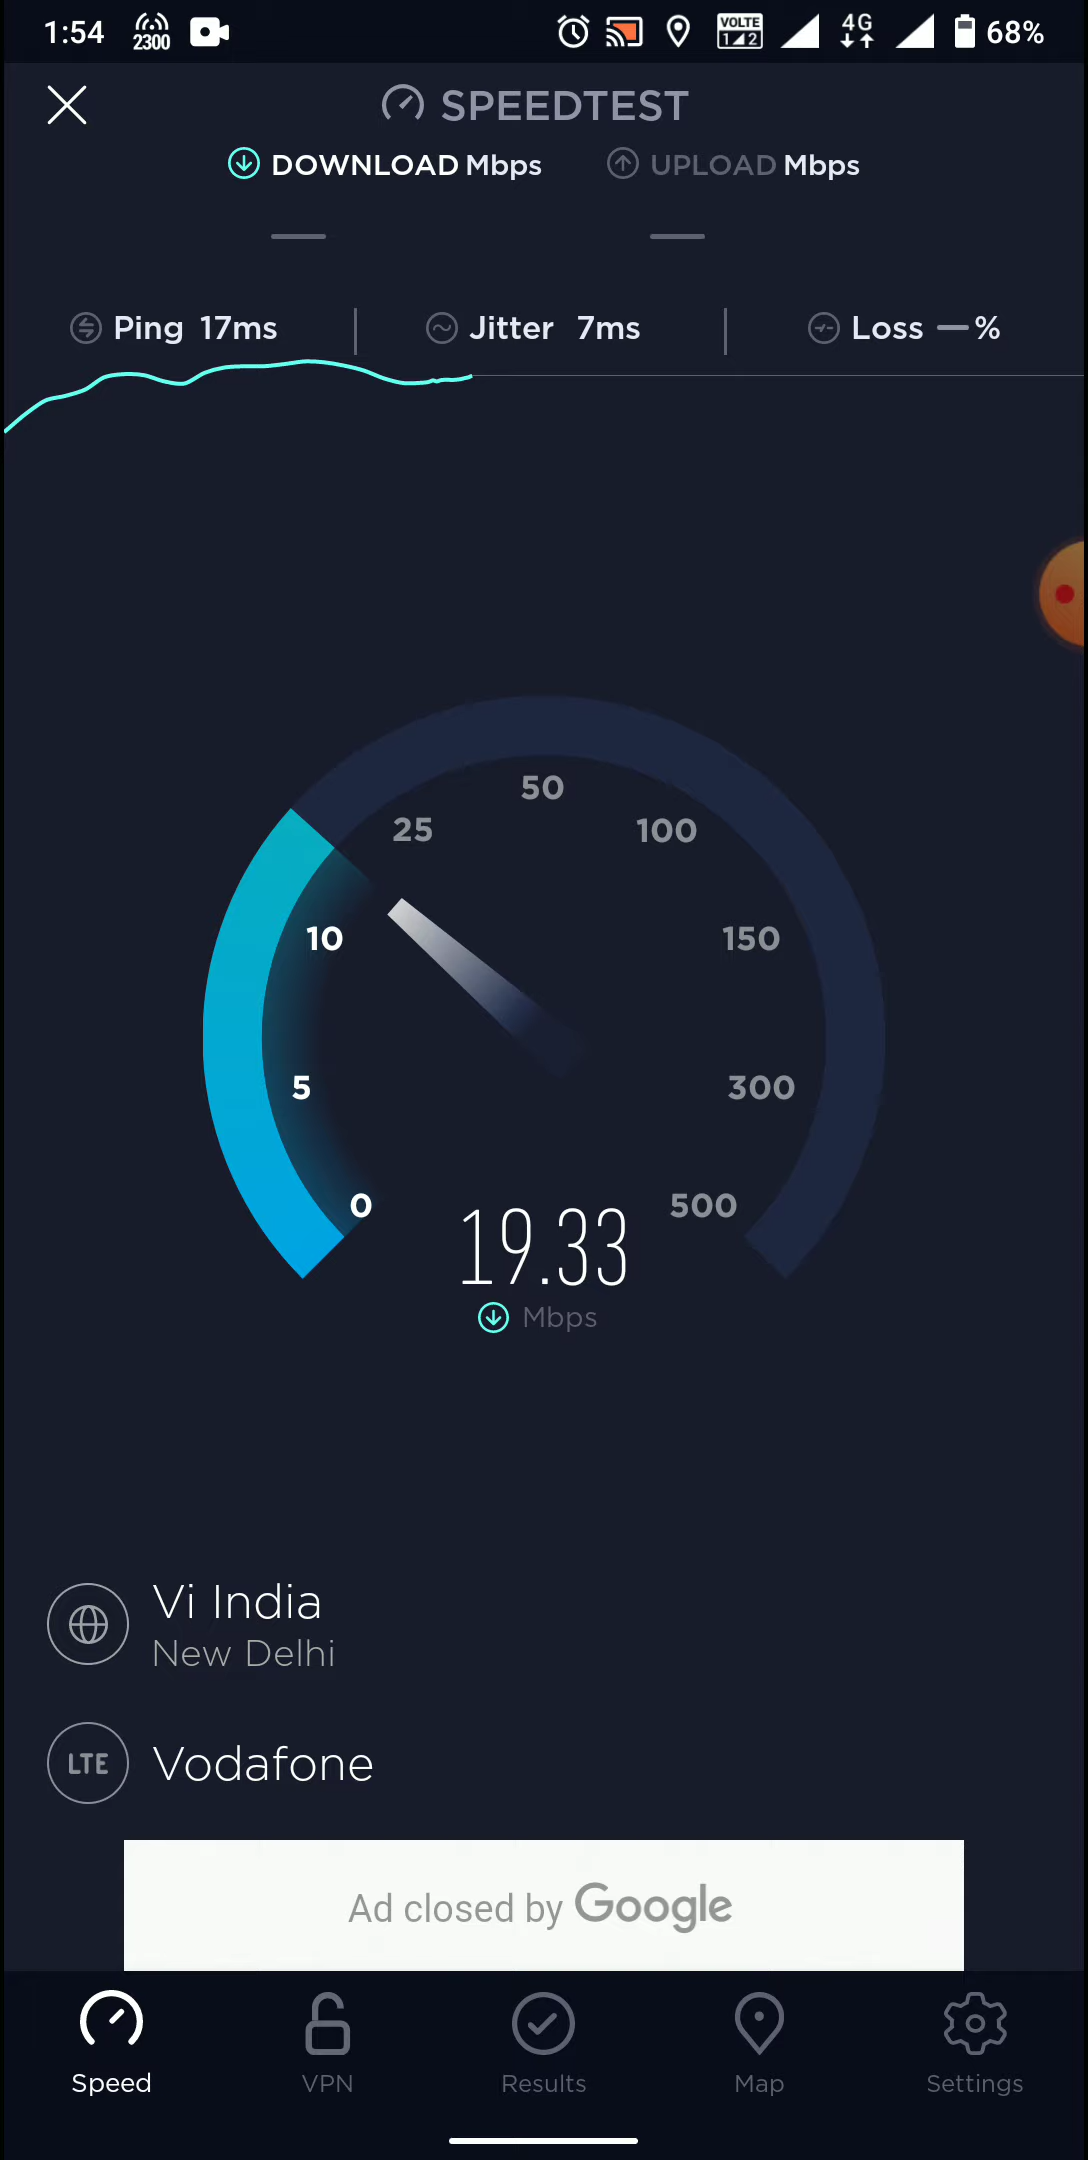 1:54 2300 VOLTE 1 2 4G 68%
SPEEDTEST
DOWNLOAD Mbps UPLOAD Mbps
Ping 17ms Jitter 7ms Loss —%
50
25 100
10 150
5 300
0 500
19.33
Mbps
Vi India
New Delhi
LTE Vodafone
Ad closed by Google
Speed VPN Results Map Settings